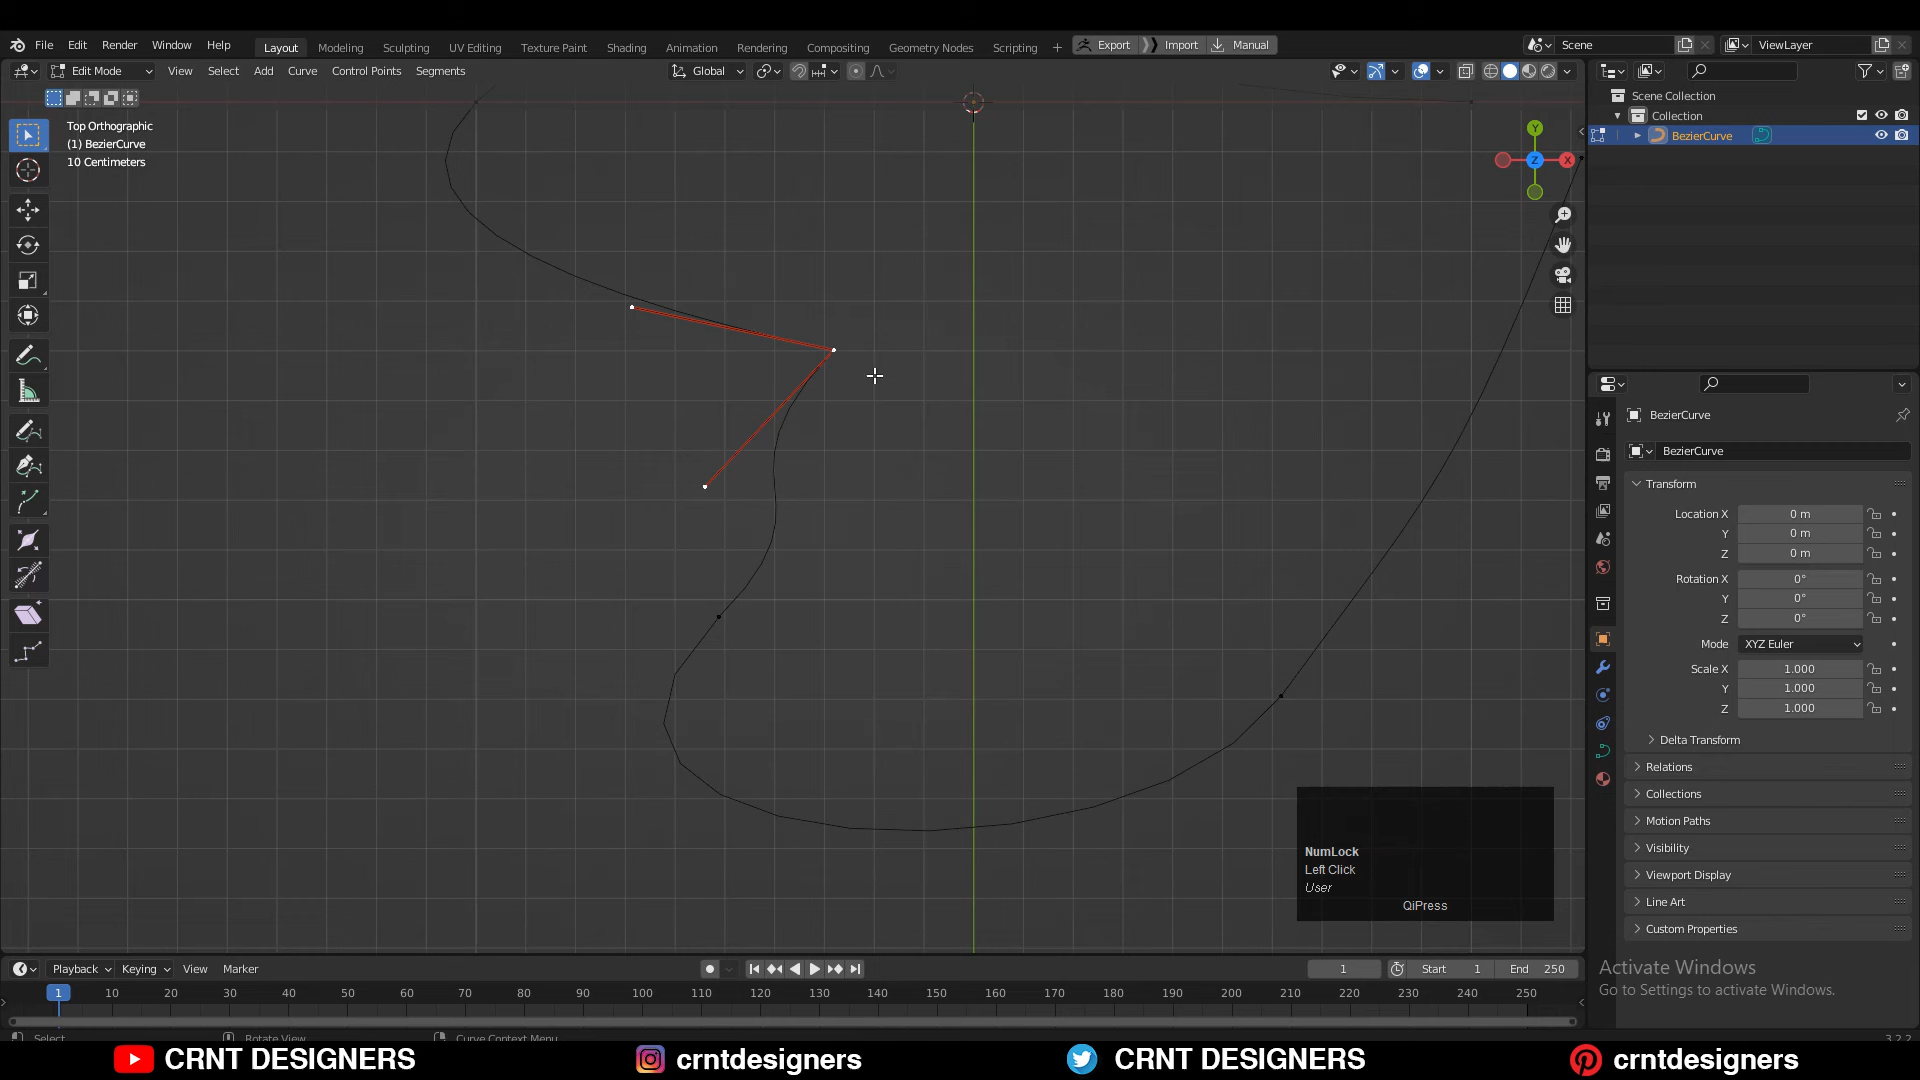 File Edit Render Window Help Layout Modeling Sculpting UV Editing Texture Paint Shading Animation Rendering Compositing Geometry Nodes Scripting + Export Import Manual Scene ViewLayer
Edit Mode View Select Add Curve Control Points Segments Global
Top Orthographic
(1) BezierCurve
10 Centimeters
Y
Z X
Scene Collection
Collection
BezierCurve
BezierCurve
BezierCurve
Transform
Location X 0 m
Y 0 m
Z 0 m
Rotation X 0°
Y 0°
Z 0°
Mode XYZ Euler
Scale X 1.000
Y 1.000
Z 1.000
Delta Transform
Relations
Collections
Motion Paths
Visibility
Viewport Display
Line Art
Custom Properties
NumLock
Left Click
User
QiPress
Activate Windows
Go to Settings to activate Windows.
Playback Keying View Marker 1 Start 1 End 250
1 10 20 30 40 50 60 70 80 90 100 110 120 130 140 150 160 170 180 190 200 210 220 230 240 250
Select Rotate View Curve Context Menu 3.2.2
CRNT DESIGNERS crntdesigners CRNT DESIGNERS crntdesigners